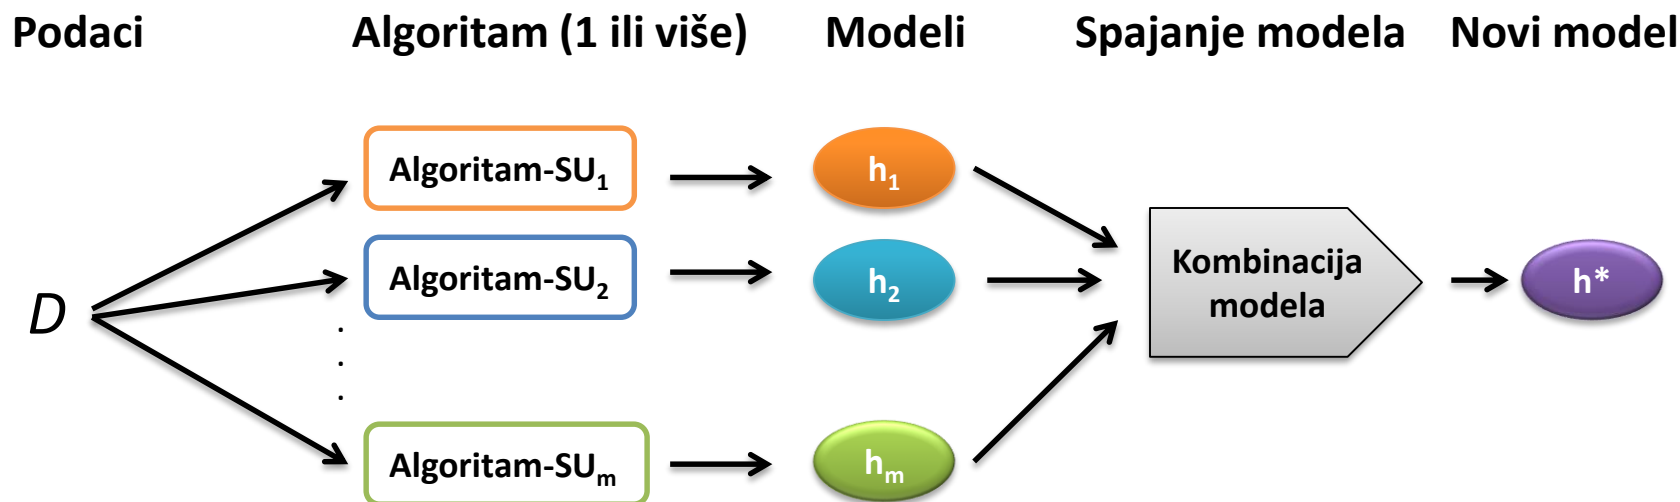 Podaci
Algoritam (1 ili više)
Modeli
Spajanje modela
Novi model
Algoritam-SU₁
h₁
Algoritam-SU₂
h₂
Kombinacija
modela
h*
D
.
.
.
Algoritam-SUₘ
hₘ